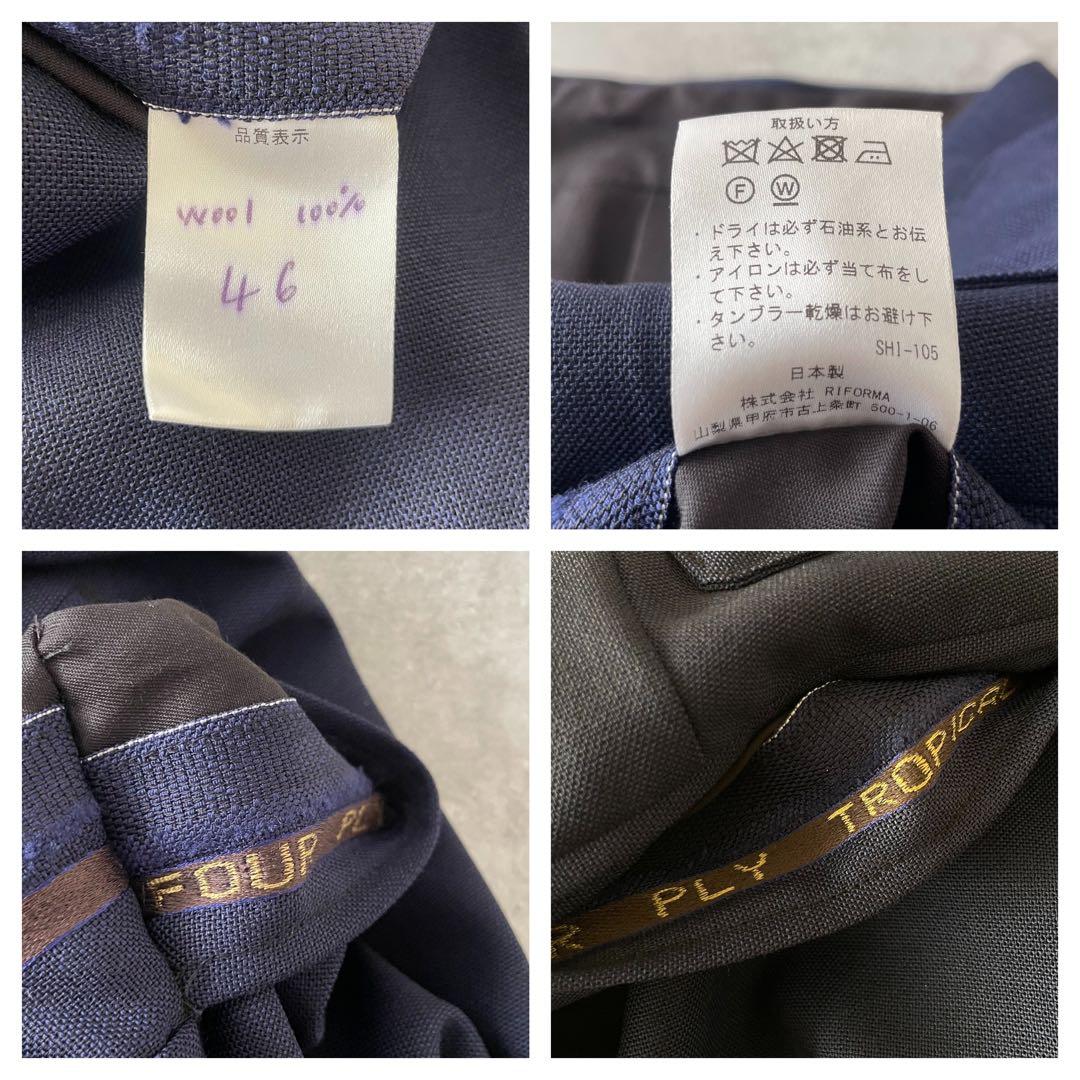 品質表示
Wool 100%
46
取扱い方
F W
・ドライは必ず石油系とお伝
え下さい。
・アイロンは必ず当て布をし
て下さい。
・タンブラー乾燥はお避け下
さい。
SHI-105
日本製
株式会社 RIFORMA
山梨県甲府市古上条町 500-1-06
FOUR PL
PLY TROPICAL